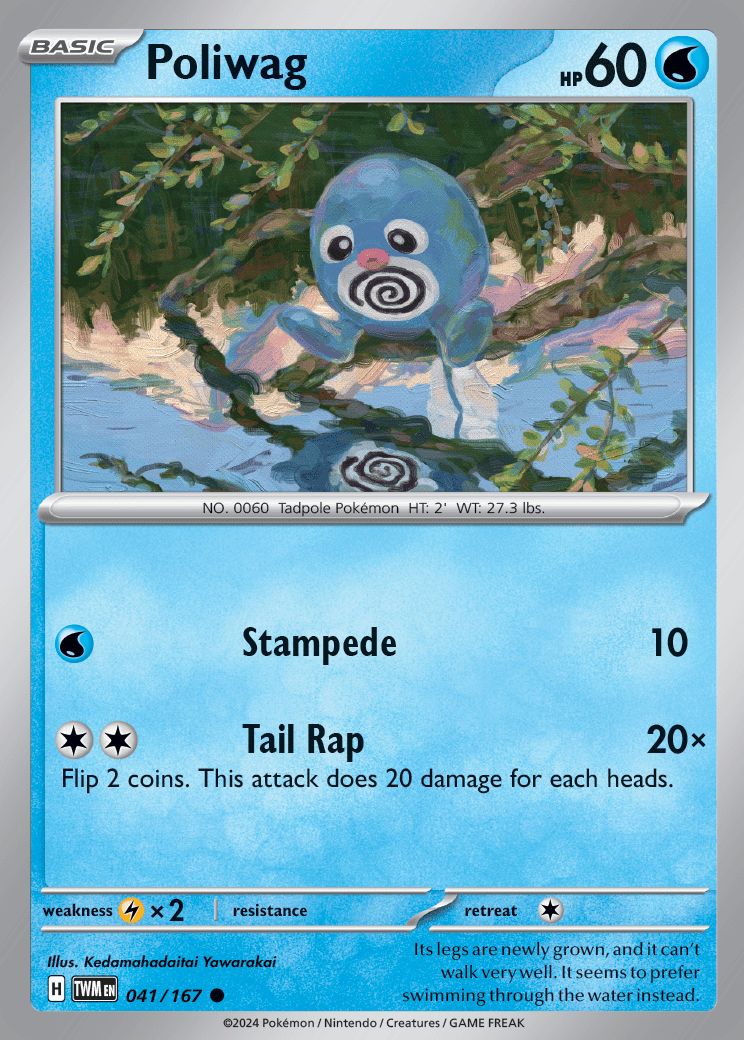 BASIC
Poliwag
HP 60
NO. 0060 Tadpole Pokémon HT: 2' WT: 27.3 lbs.
Stampede 10
Tail Rap 20×
Flip 2 coins. This attack does 20 damage for each heads.
weakness ×2 resistance retreat
Illus. Kedamahadaitai Yawarakai
Its legs are newly grown, and it can't
walk very well. It seems to prefer
swimming through the water instead.
H TWM EN 041/167
©2024 Pokémon / Nintendo / Creatures / GAME FREAK